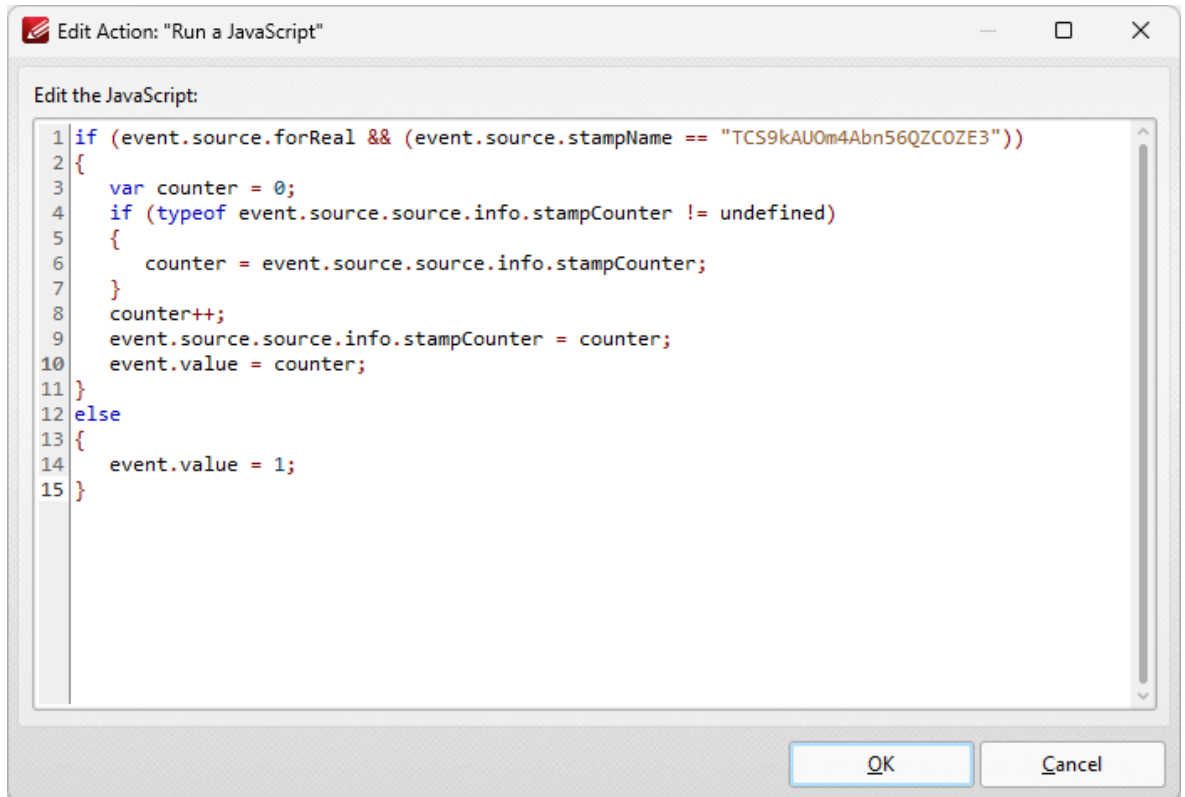 Edit Action: "Run a JavaScript"
Edit the JavaScript:
1 if (event.source.forReal && (event.source.stampName == "TCS9kAUOm4Abn56QZCOZE3"))
2 {
3 var counter = 0;
4 if (typeof event.source.source.info.stampCounter != undefined)
5 {
6 counter = event.source.source.info.stampCounter;
7 }
8 counter++;
9 event.source.source.info.stampCounter = counter;
10 event.value = counter;
11 }
12 else
13 {
14 event.value = 1;
15 }
OK Cancel